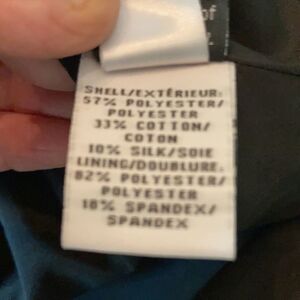 of
SHELL/EXTÉRIEUR:
57% POLYESTER/
POLYESTER
33% COTTON/
COTON
10% SILK/SOIE
LINING/DOUBLURE:
82% POLYESTER/
POLYESTER
18% SPANDEX/
SPANDEX